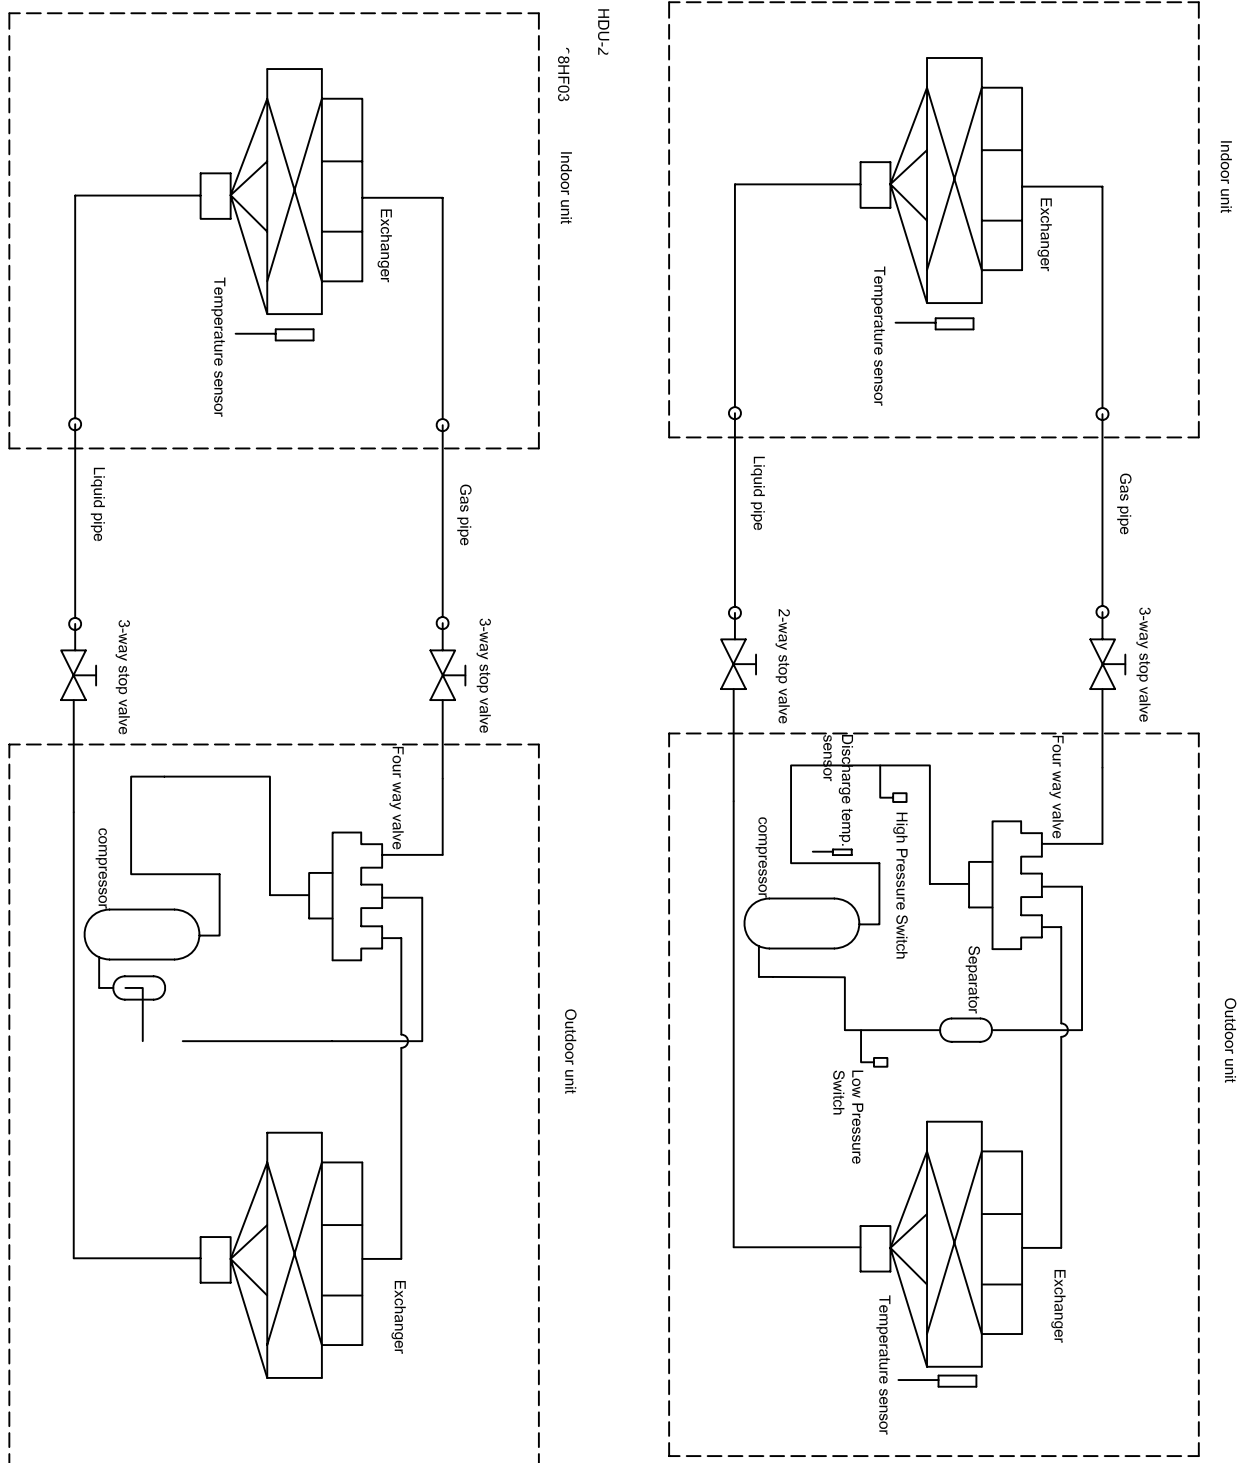 Indoor unit
Exchanger
Temperature sensor
Gas pipe
Liquid pipe
3-way stop valve
2-way stop valve
Outdoor unit
Four way valve
High Pressure Switch
Discharge temp.
sensor
compressor
Separator
Low Pressure
Switch
Exchanger
Temperature sensor
HDU-2
8HF03
Indoor unit
Exchanger
Temperature sensor
Gas pipe
Liquid pipe
3-way stop valve
3-way stop valve
Outdoor unit
Four way valve
compressor
Exchanger